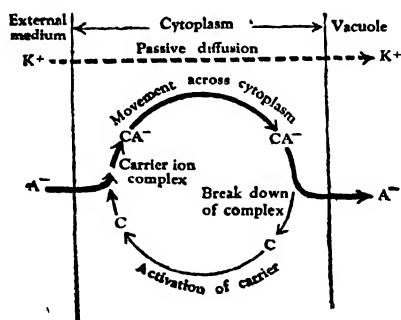 External medium
Cytoplasm
Vacuole
Passive diffusion
K+
K+
Movement across cytoplasm
CA−
CA−
Carrier ion
complex
Break down
of complex
A−
A−
C
C
Activation of carrier